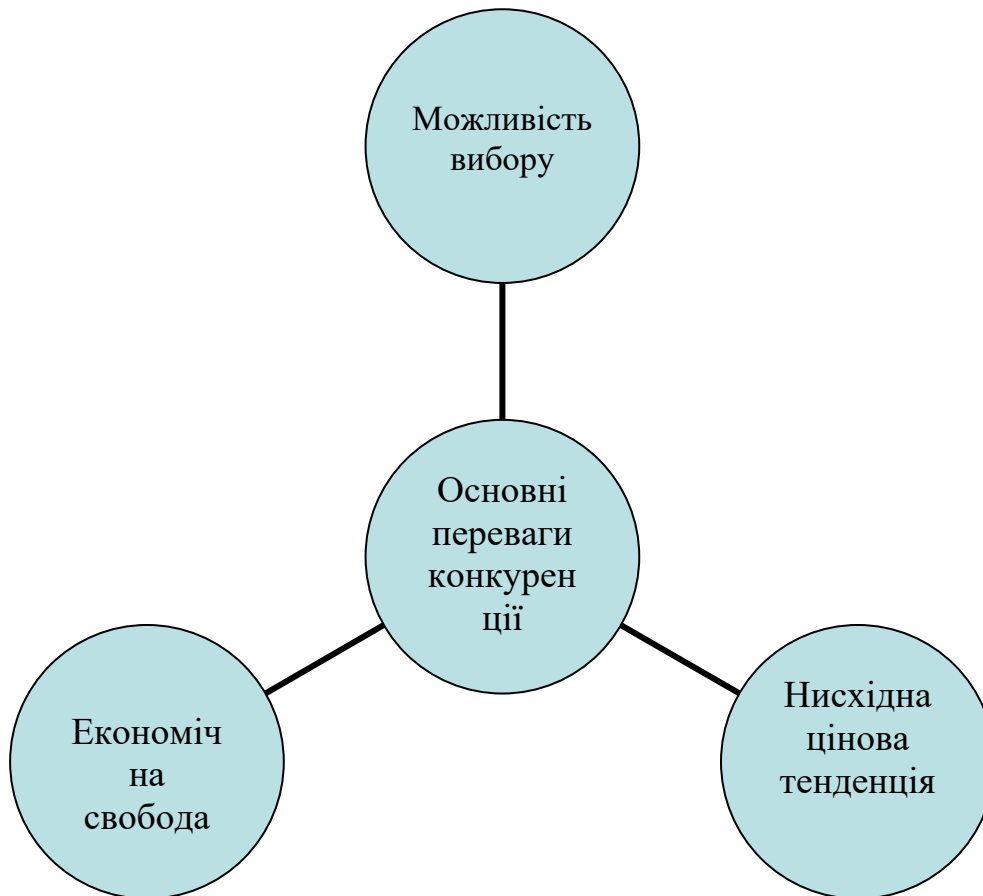 Можливість
вибору
Основні
переваги
конкурен
ції
Економіч
на
свобода
Нисхідна
цінова
тенденція